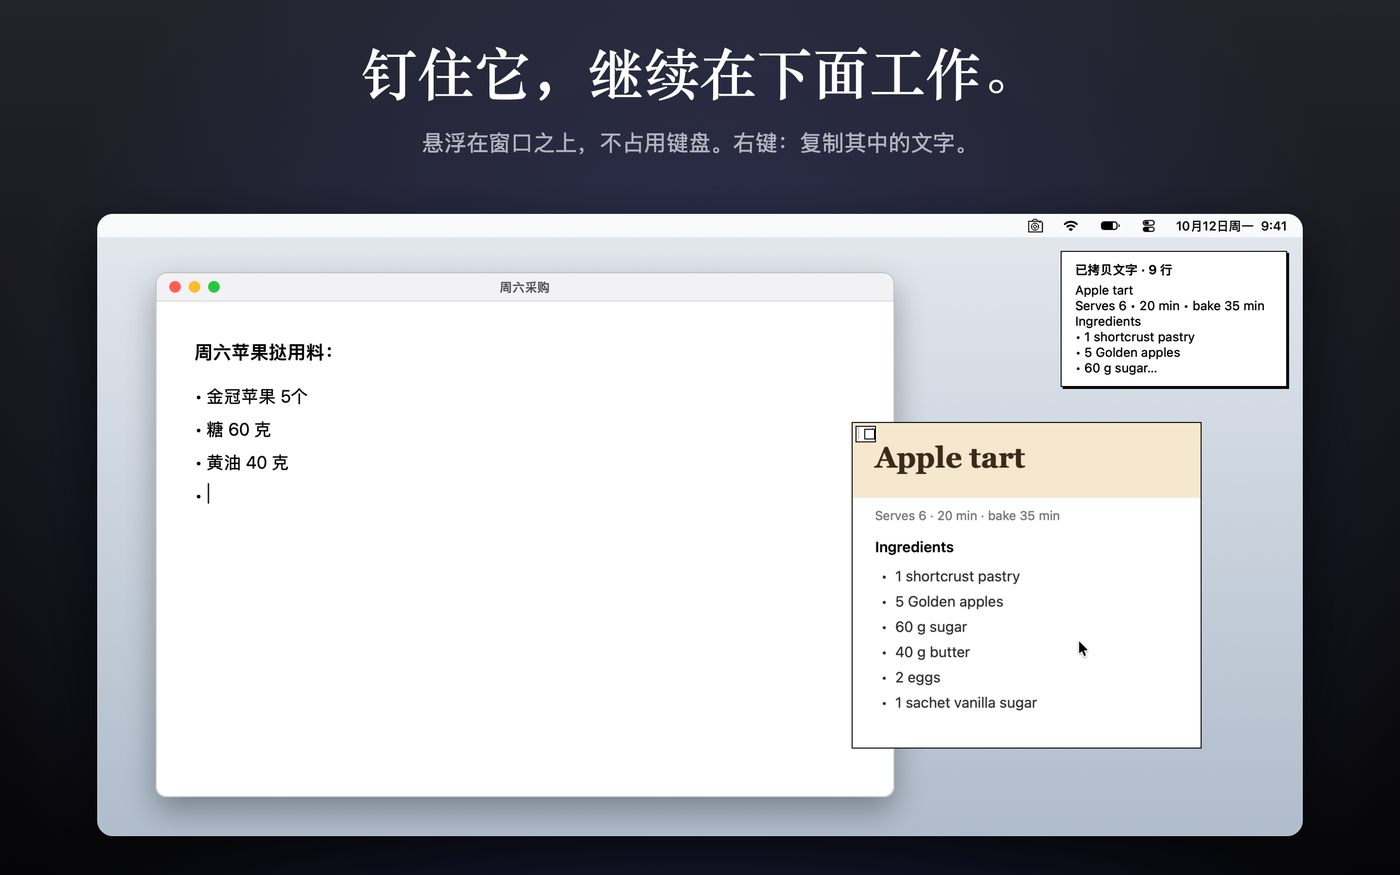 钉住它，继续在下面工作。
悬浮在窗口之上，不占用键盘。右键：复制其中的文字。
10月12日周一 9:41
已拷贝文字 · 9 行
Apple tart
Serves 6 • 20 min • bake 35 min
Ingredients
• 1 shortcrust pastry
• 5 Golden apples
• 60 g sugar...
周六采购
周六苹果挞用料：
• 金冠苹果 5个
• 糖 60 克
• 黄油 40 克
•
Apple tart
Serves 6 · 20 min · bake 35 min
Ingredients
• 1 shortcrust pastry
• 5 Golden apples
• 60 g sugar
• 40 g butter
• 2 eggs
• 1 sachet vanilla sugar